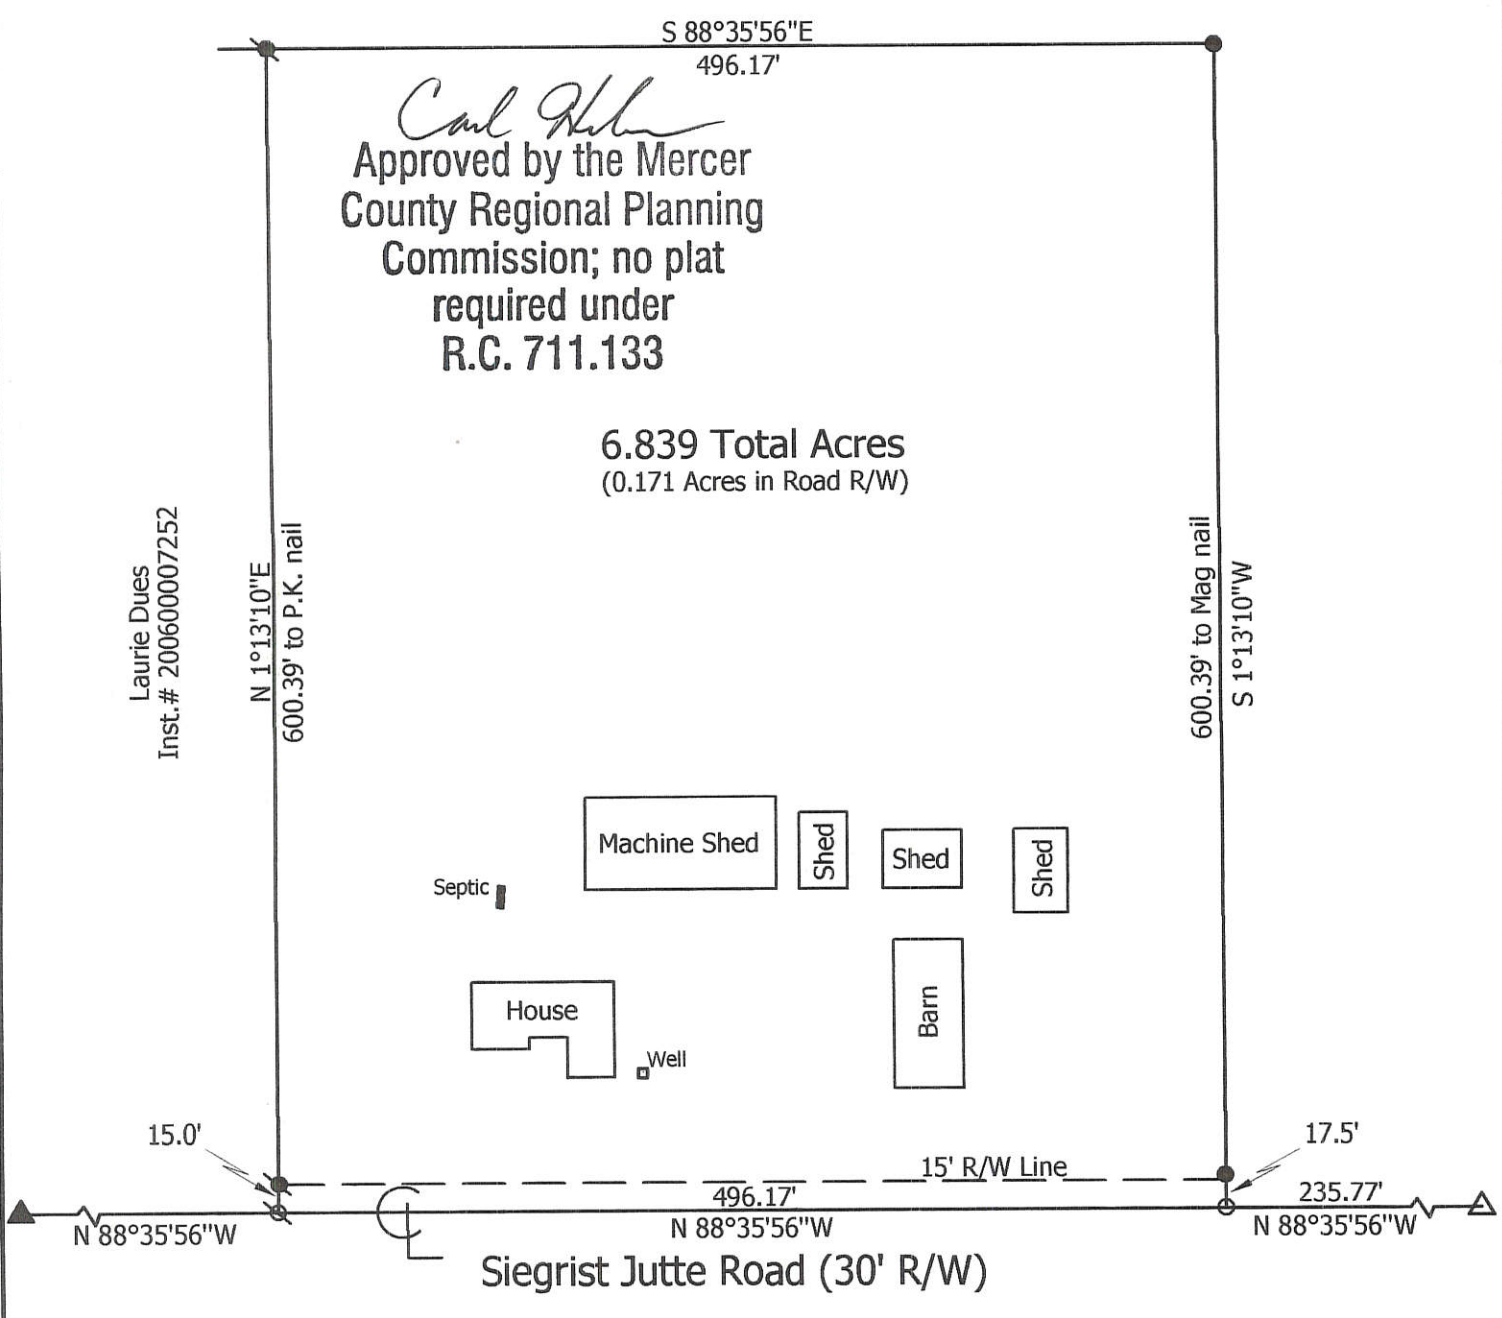 S 88°35'56"E
496.17'
Approved by the Mercer
County Regional Planning
Commission; no plat
required under
R.C. 711.133
6.839 Total Acres
(0.171 Acres in Road R/W)
Laurie Dues
Inst.# 200600007252
N 1°13'10"E
600.39' to P.K. nail
600.39' to Mag nail
S 1°13'10"W
Machine Shed
Shed
Shed
Shed
Septic
House
Barn
Well
15.0'
17.5'
15' R/W Line
496.17'
235.77'
N 88°35'56"W
N 88°35'56"W
N 88°35'56"W
Siegrist Jutte Road (30' R/W)